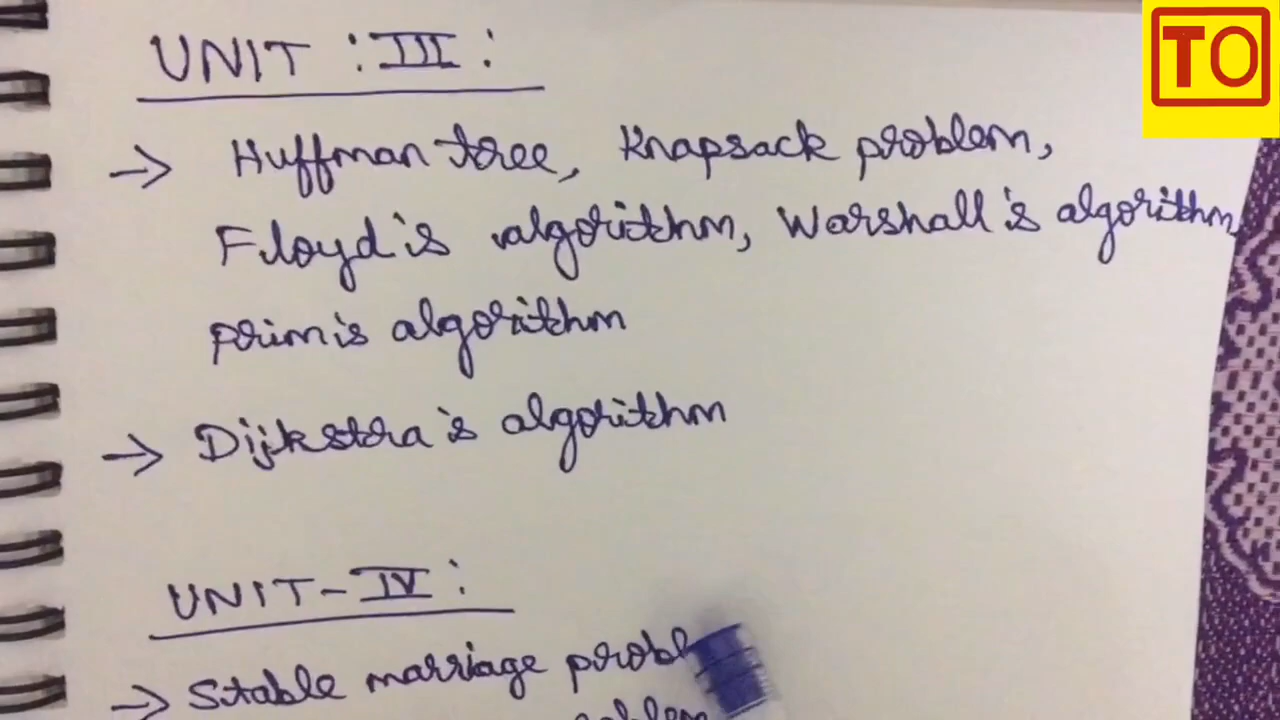 TO
UNIT : III :
→ Huffman tree, Knapsack problem,
Floyd's algorithm, Warshall's algorithm,
prim's algorithm
→ Dijkstra's algorithm
UNIT - IV :
→ Stable marriage